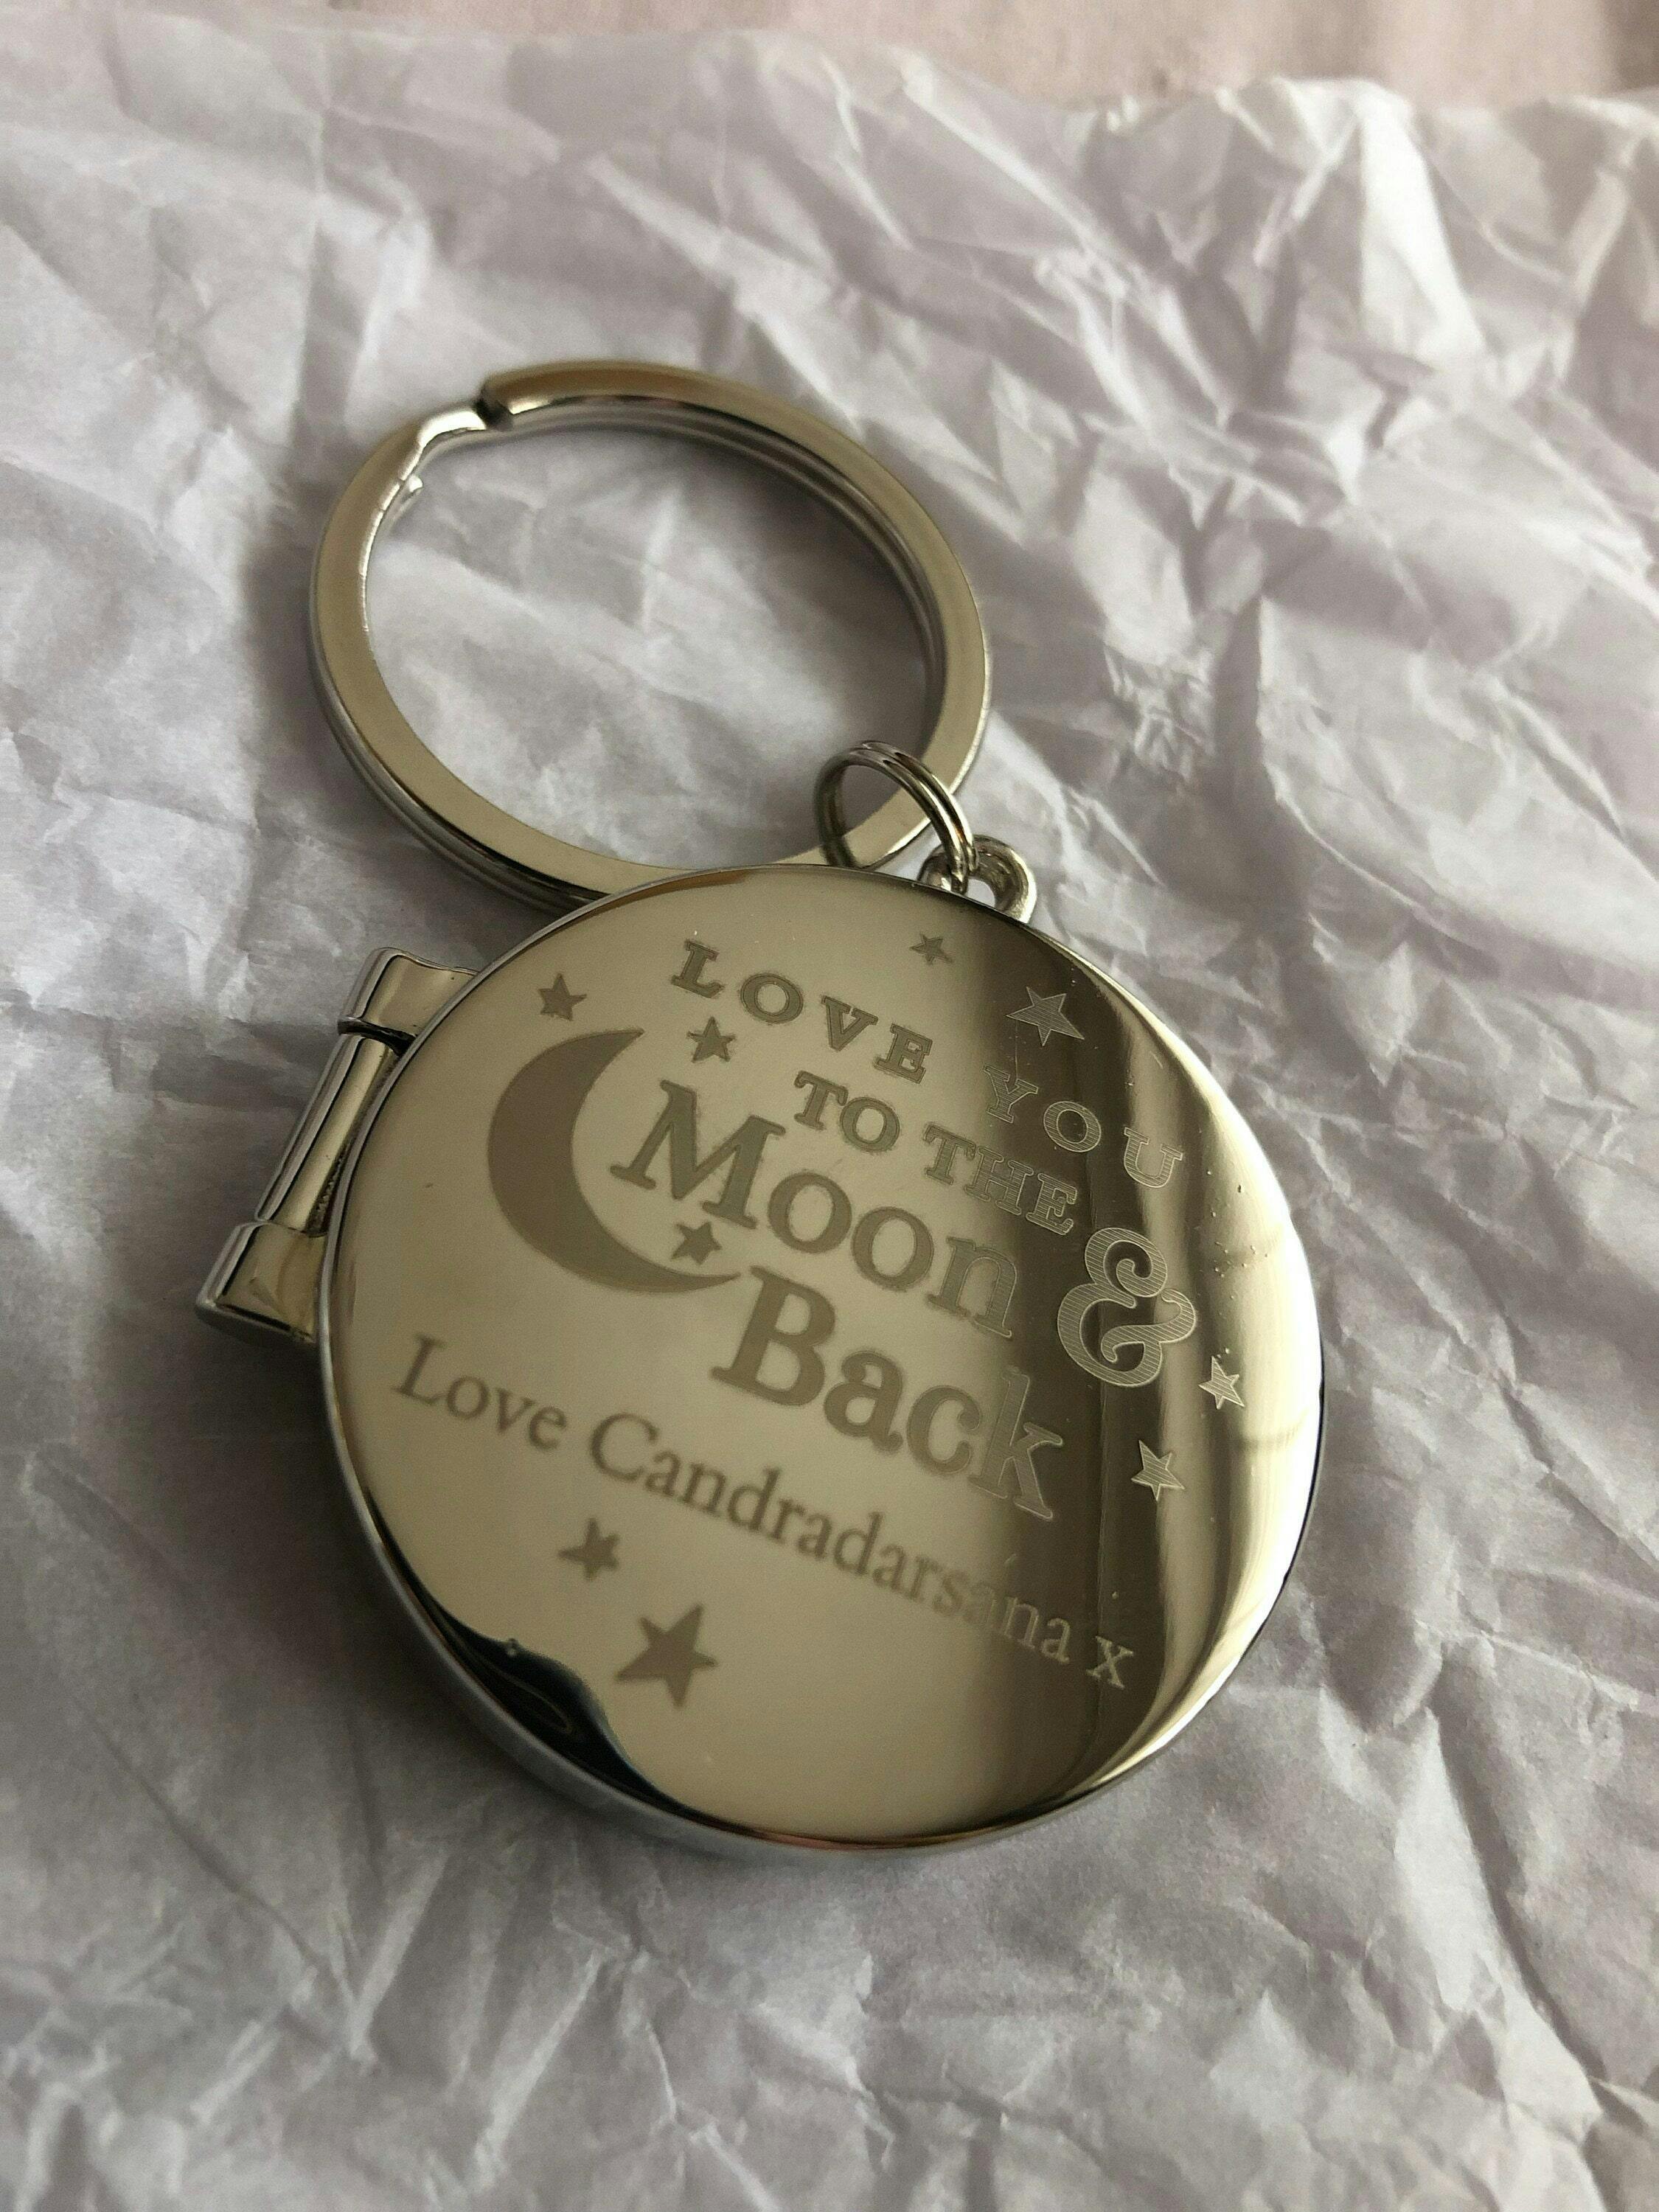 LOVE YOU
TO THE
Moon &
Back
Love Candradarsana x